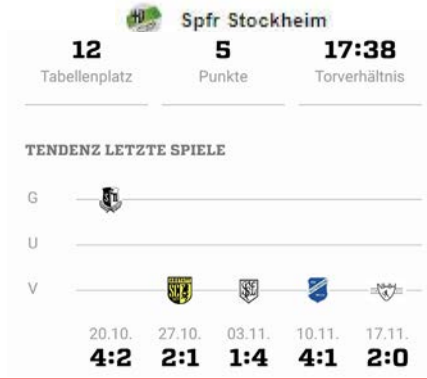 Spfr Stockheim
12 5 17:38
Tabellenplatz Punkte Torverhältnis
TENDENZ LETZTE SPIELE
G
U
V
20.10. 27.10. 03.11. 10.11. 17.11.
4:2 2:1 1:4 4:1 2:0